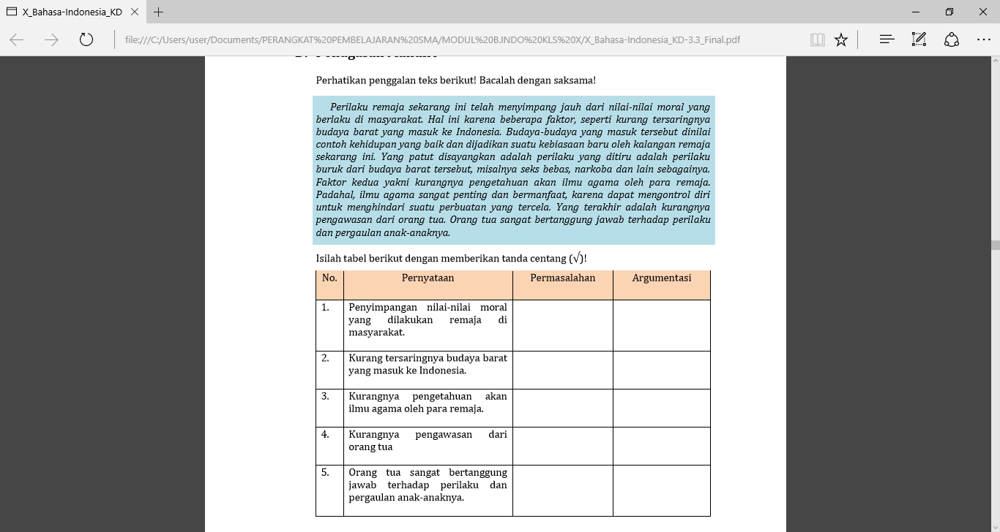 X_Bahasa-Indonesia_KD
file:///C:/Users/user/Documents/PERANGKAT%20PEMBELAJARAN%20SMA/MODUL%20B.INDO%20KLS%20X/X_Bahasa-Indonesia_KD-3.3_Final.pdf
Perhatikan penggalan teks berikut! Bacalah dengan saksama!
Perilaku remaja sekarang ini telah menyimpang jauh dari nilai-nilai moral yang
berlaku di masyarakat. Hal ini karena beberapa faktor, seperti kurang tersaringnya
budaya barat yang masuk ke Indonesia. Budaya-budaya yang masuk tersebut dinilai
contoh kehidupan yang baik dan dijadikan suatu kebiasaan baru oleh kalangan remaja
sekarang ini. Yang patut disayangkan adalah perilaku yang ditiru adalah perilaku
buruk dari budaya barat tersebut, misalnya seks bebas, narkoba dan lain sebagainya.
Faktor kedua yakni kurangnya pengetahuan akan ilmu agama oleh para remaja.
Padahal, ilmu agama sangat penting dan bermanfaat, karena dapat mengontrol diri
untuk menghindari suatu perbuatan yang tercela. Yang terakhir adalah kurangnya
pengawasan dari orang tua. Orang tua sangat bertanggung jawab terhadap perilaku
dan pergaulan anak-anaknya.
Isilah tabel berikut dengan memberikan tanda centang (√)!
No. Pernyataan Permasalahan Argumentasi
1. Penyimpangan nilai-nilai moral
yang dilakukan remaja di
masyarakat.
2. Kurang tersaringnya budaya barat
yang masuk ke Indonesia.
3. Kurangnya pengetahuan akan
ilmu agama oleh para remaja.
4. Kurangnya pengawasan dari
orang tua
5. Orang tua sangat bertanggung
jawab terhadap perilaku dan
pergaulan anak-anaknya.